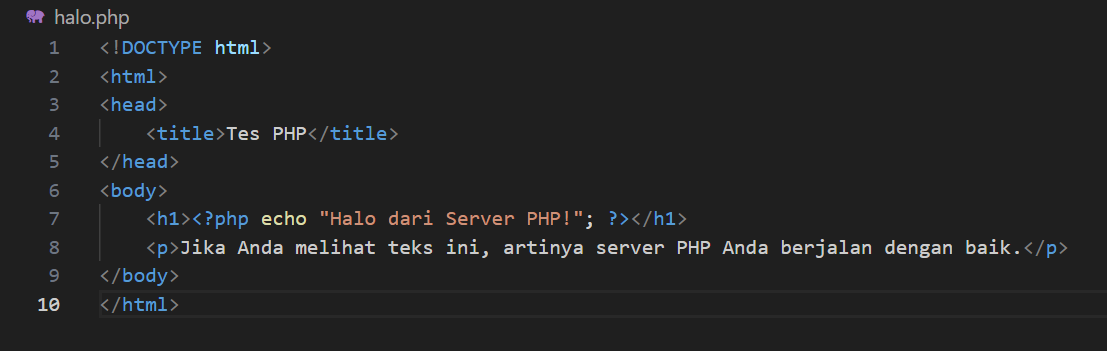 halo.php
1 <!DOCTYPE html>
2 <html>
3 <head>
4     <title>Tes PHP</title>
5 </head>
6 <body>
7     <h1><?php echo "Halo dari Server PHP!"; ?></h1>
8     <p>Jika Anda melihat teks ini, artinya server PHP Anda berjalan dengan baik.</p>
9 </body>
10 </html>